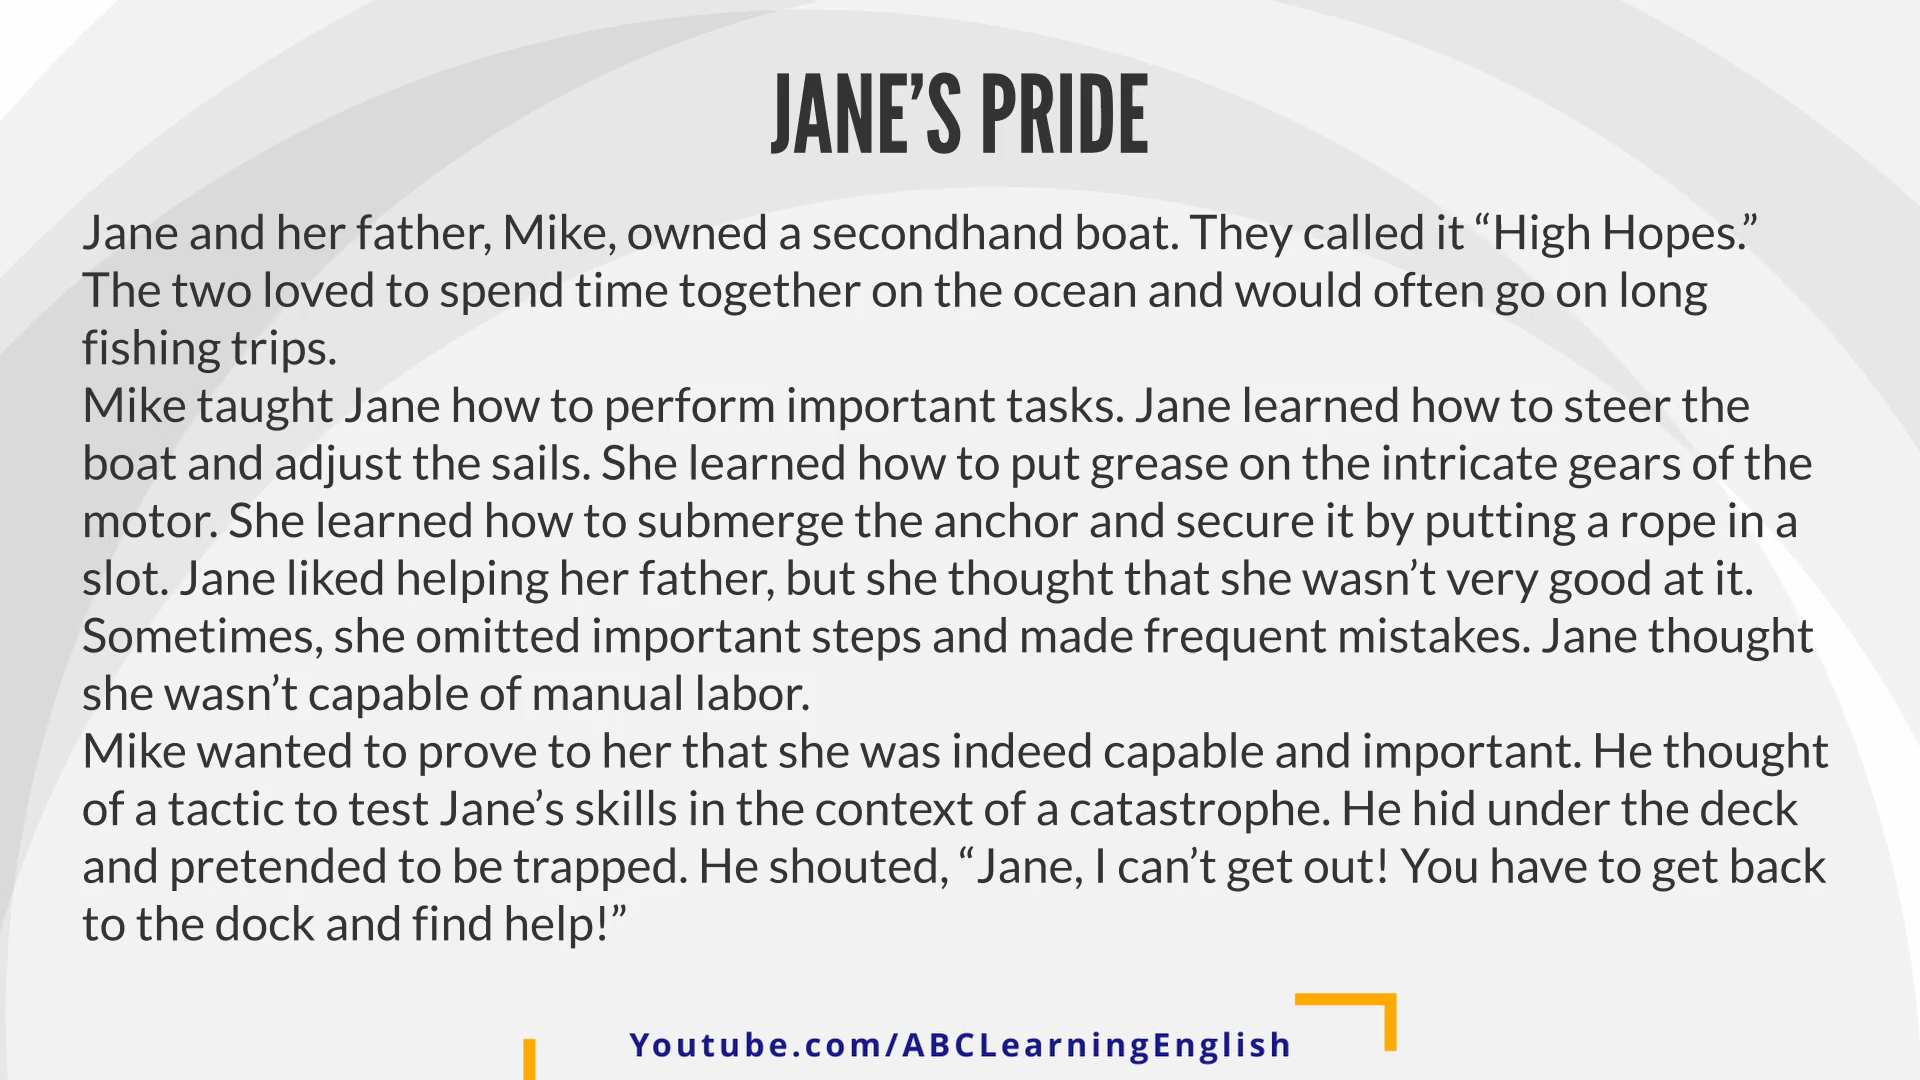 JANE’S PRIDE
Jane and her father, Mike, owned a secondhand boat. They called it “High Hopes.”
The two loved to spend time together on the ocean and would often go on long
fishing trips.
Mike taught Jane how to perform important tasks. Jane learned how to steer the
boat and adjust the sails. She learned how to put grease on the intricate gears of the
motor. She learned how to submerge the anchor and secure it by putting a rope in a
slot. Jane liked helping her father, but she thought that she wasn’t very good at it.
Sometimes, she omitted important steps and made frequent mistakes. Jane thought
she wasn’t capable of manual labor.
Mike wanted to prove to her that she was indeed capable and important. He thought
of a tactic to test Jane’s skills in the context of a catastrophe. He hid under the deck
and pretended to be trapped. He shouted, “Jane, I can’t get out! You have to get back
to the dock and find help!”
Youtube.com/ABCLearningEnglish